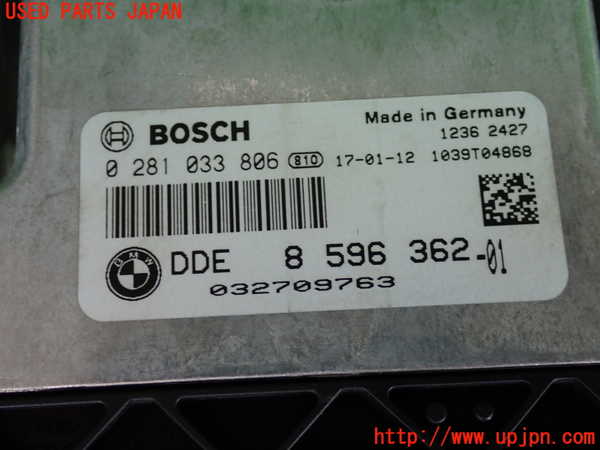 USED PARTS JAPAN
BOSCH
Made in Germany
1236 2427
0 281 033 806 810 17-01-12 1039T04868
BMW
DDE 8 596 362-01
032709763
http://www.upjpn.com/